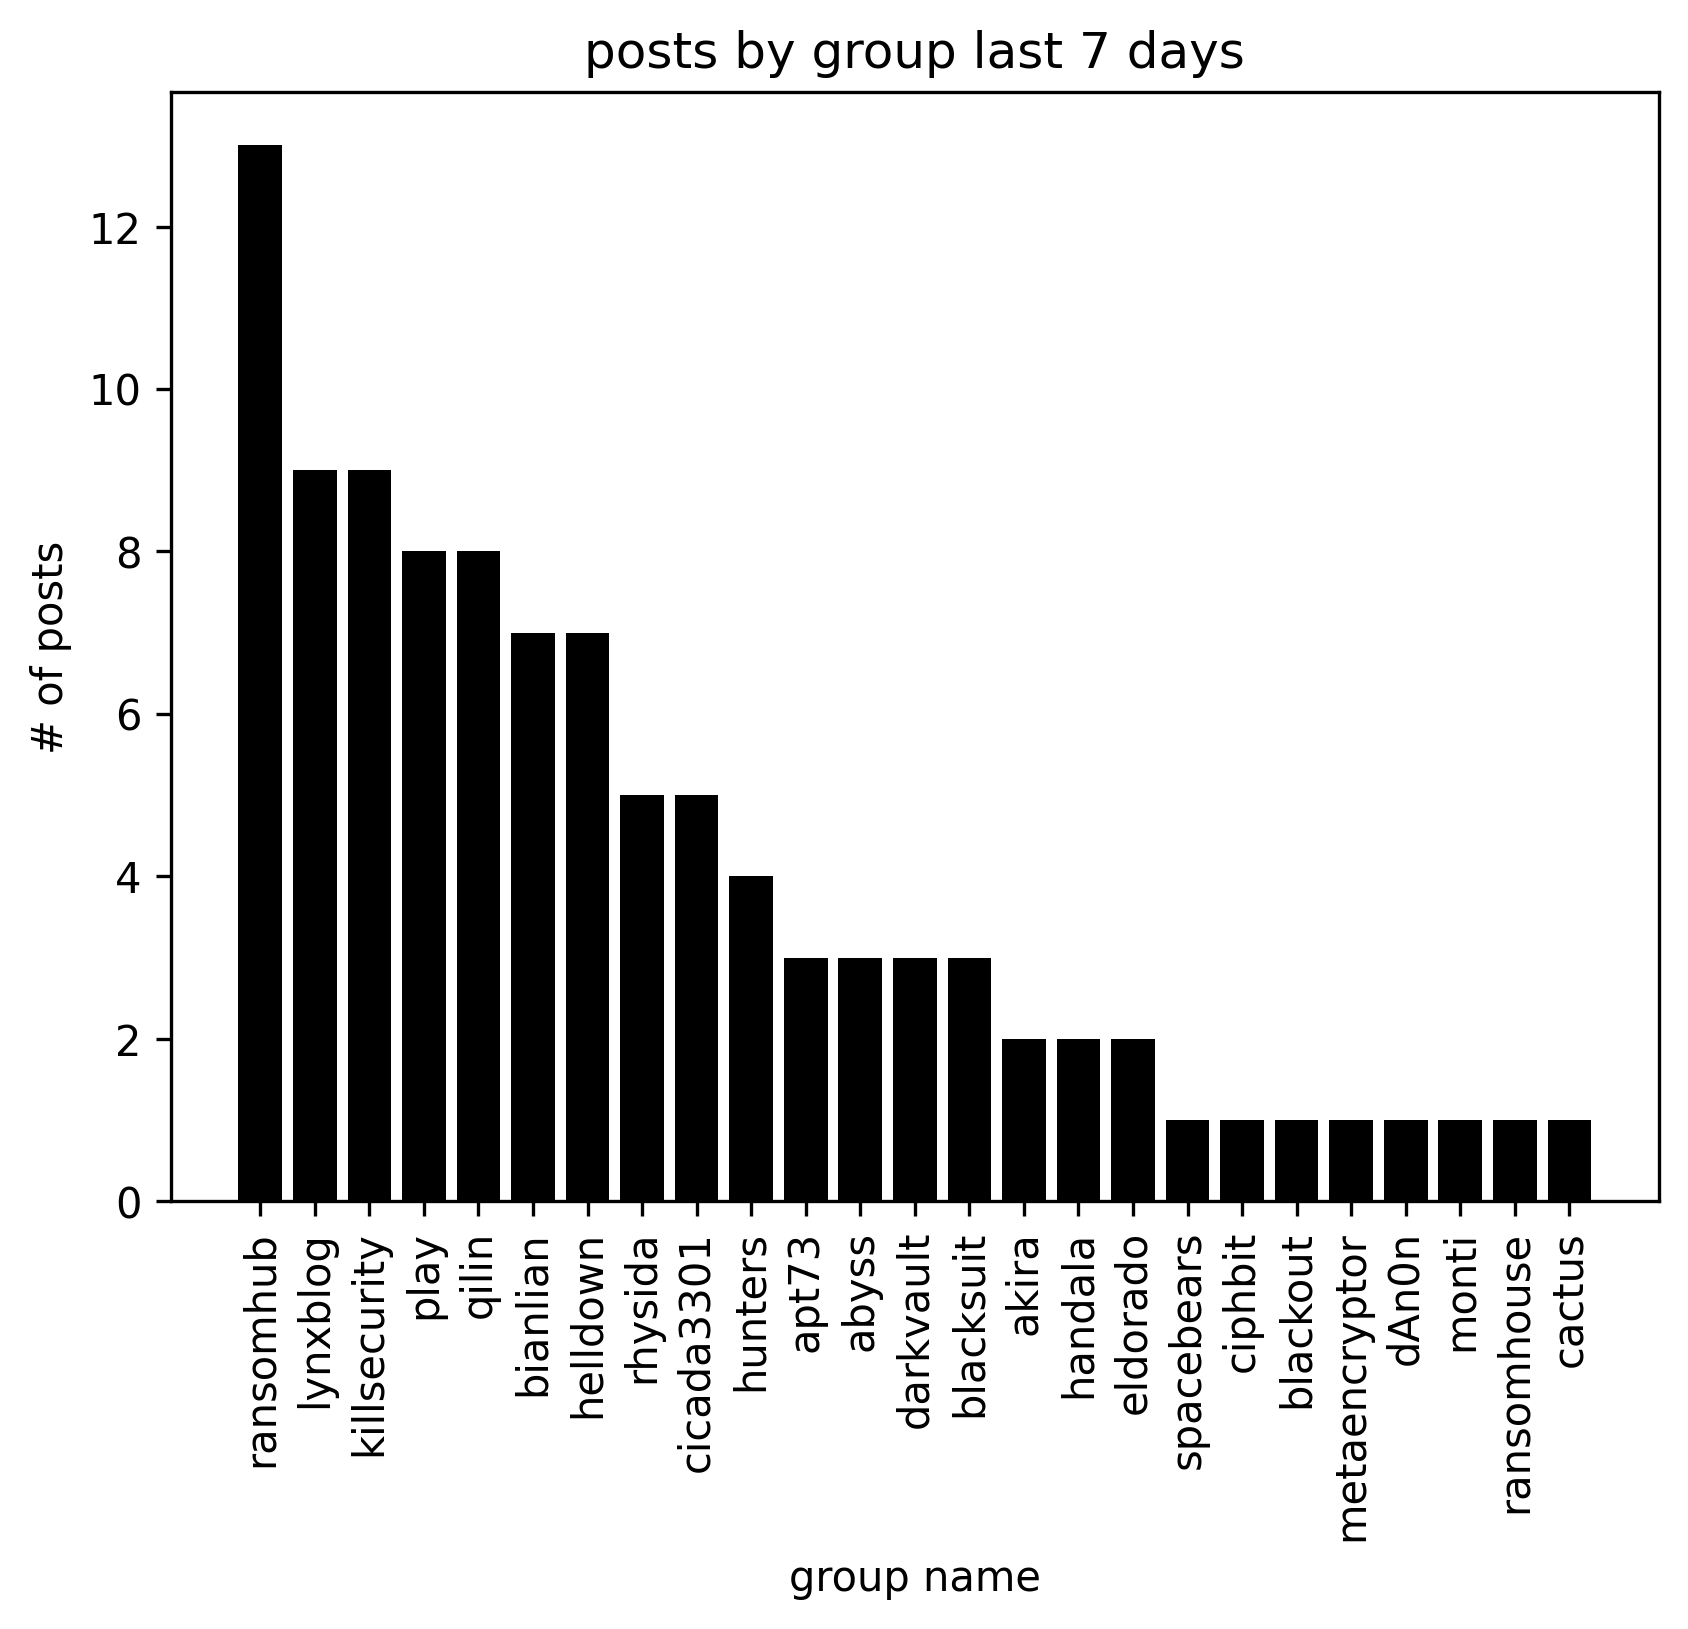 posts by group last 7 days
# of posts
12
10
8
6
4
2
0
ransomhub
lynxblog
killsecurity
play
qilin
bianlian
helldown
rhysida
cicada3301
hunters
apt73
abyss
darkvault
blacksuit
akira
handala
eldorado
spacebears
ciphbit
blackout
metaencryptor
dAn0n
monti
ransomhouse
cactus
group name